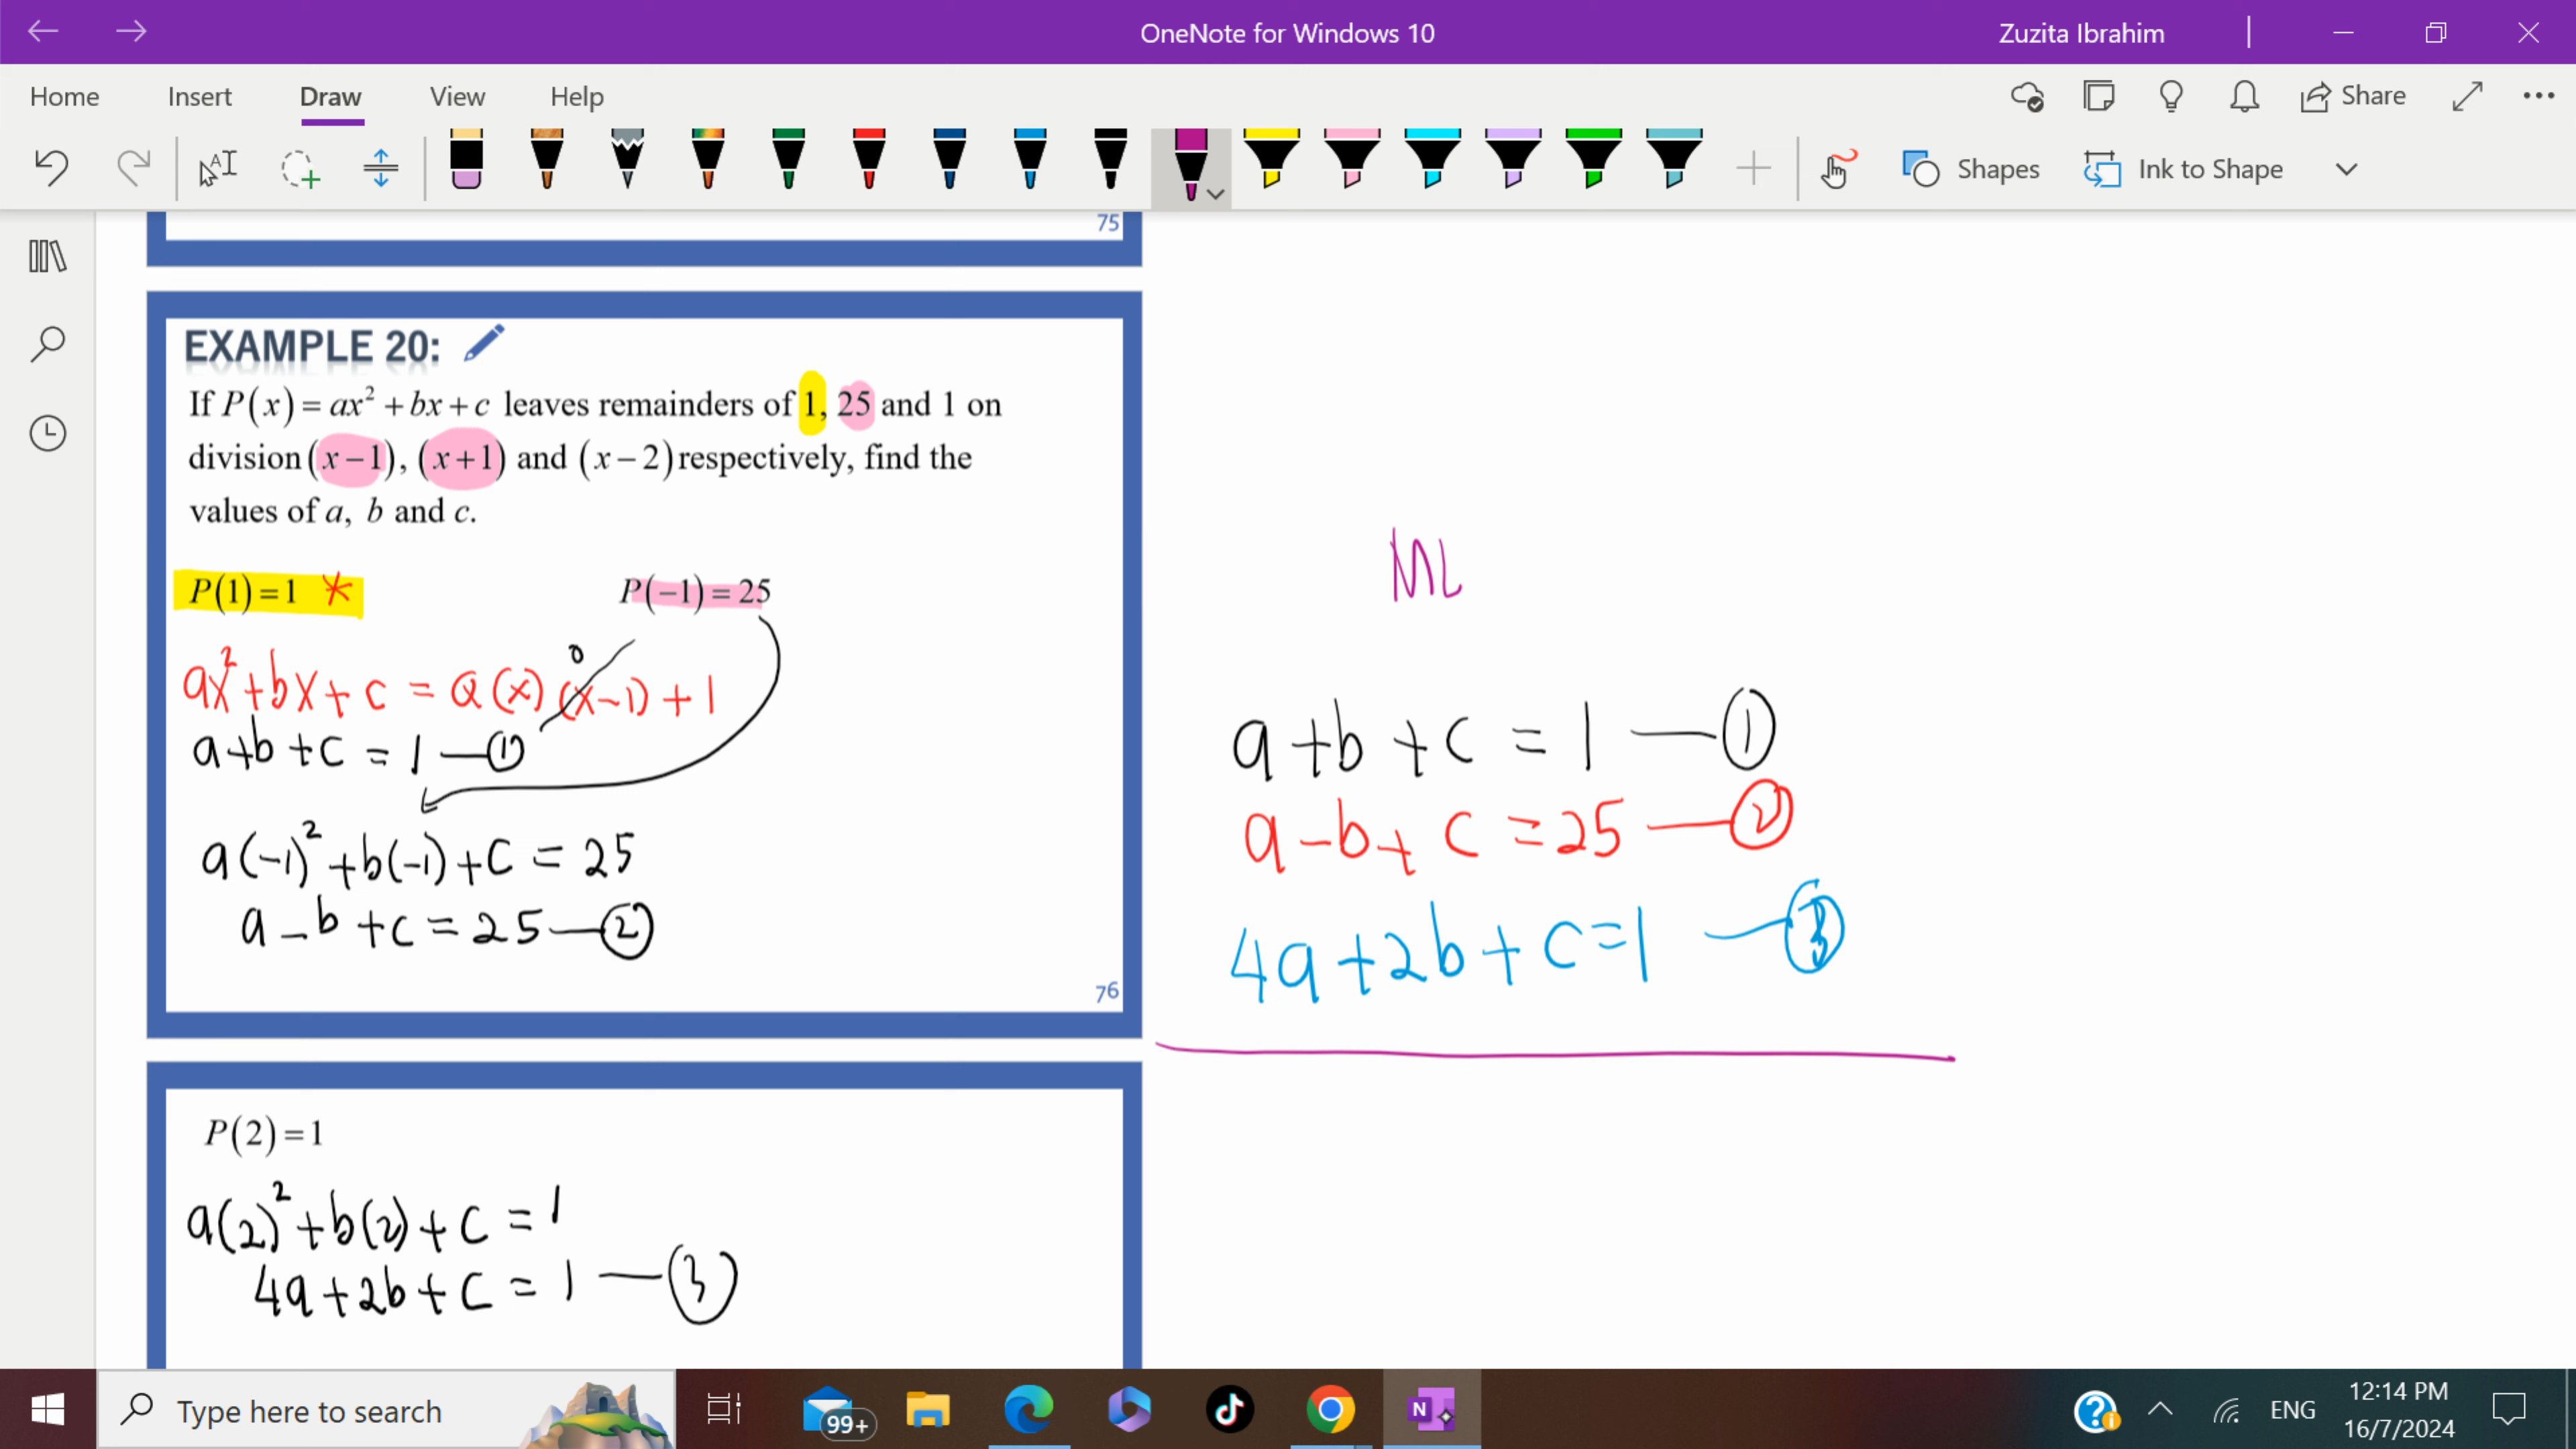 OneNote for Windows 10
Zuzita Ibrahim
Home Insert Draw View Help
Share
Shapes
Ink to Shape
75
EXAMPLE 20:
If P(x) = ax² + bx + c leaves remainders of 1, 25 and 1 on
division (x − 1), (x + 1) and (x − 2) respectively, find the
values of a, b and c.
P(1) = 1 *
P(−1) = 25
ax² + bx + c = Q(x) (x−1) + 1
0
a+b+c = 1 — ①
a(−1)² + b(−1) + c = 25
a − b + c = 25 — ②
76
P(2) = 1
a(2)² + b(2) + c = 1
4a + 2b + c = 1 — ③
a + b + c = 1 — ①
a − b + c = 25 — ②
4a + 2b + c = 1 — ③
Type here to search
99+
ENG
12:14 PM
16/7/2024